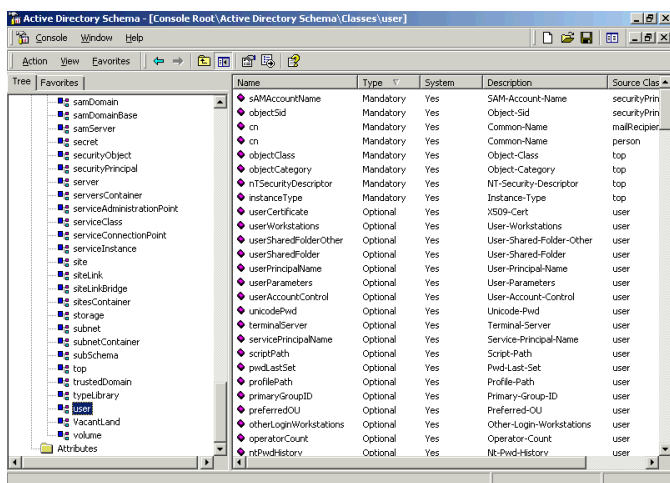 Active Directory Schema - [Console Root\Active Directory Schema\Classes\user]
Console Window Help
Action View Favorites
Tree Favorites
samDomain
samDomainBase
samServer
secret
securityObject
securityPrincipal
server
serversContainer
serviceAdministrationPoint
serviceClass
serviceConnectionPoint
serviceInstance
site
siteLink
siteLinkBridge
sitesContainer
storage
subnet
subnetContainer
subSchema
top
trustedDomain
typeLibrary
user
VacantLand
volume
Attributes
Name Type System Description Source Clas
sAMAccountName Mandatory Yes SAM-Account-Name securityPrin
objectSid Mandatory Yes Object-Sid securityPrin
cn Mandatory Yes Common-Name mailRecipier
cn Mandatory Yes Common-Name person
objectClass Mandatory Yes Object-Class top
objectCategory Mandatory Yes Object-Category top
nTSecurityDescriptor Mandatory Yes NT-Security-Descriptor top
instanceType Mandatory Yes Instance-Type top
userCertificate Optional Yes X509-Cert user
userWorkstations Optional Yes User-Workstations user
userSharedFolderOther Optional Yes User-Shared-Folder-Other user
userSharedFolder Optional Yes User-Shared-Folder user
userPrincipalName Optional Yes User-Principal-Name user
userParameters Optional Yes User-Parameters user
userAccountControl Optional Yes User-Account-Control user
unicodePwd Optional Yes Unicode-Pwd user
terminalServer Optional Yes Terminal-Server user
servicePrincipalName Optional Yes Service-Principal-Name user
scriptPath Optional Yes Script-Path user
pwdLastSet Optional Yes Pwd-Last-Set user
profilePath Optional Yes Profile-Path user
primaryGroupID Optional Yes Primary-Group-ID user
preferredOU Optional Yes Preferred-OU user
otherLoginWorkstations Optional Yes Other-Login-Workstations user
operatorCount Optional Yes Operator-Count user
ntPwdHistory Optional Yes Nt-Pwd-History user